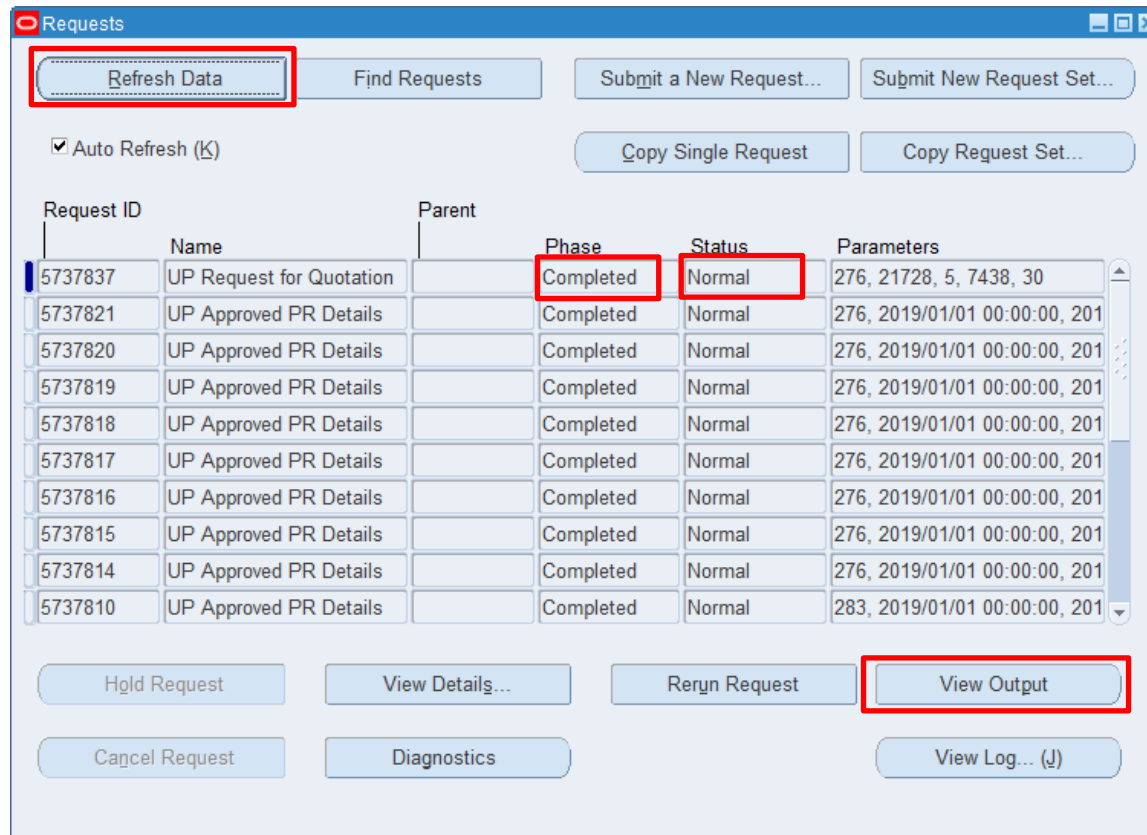 Requests
Refresh Data Find Requests Submit a New Request... Submit New Request Set...
Auto Refresh (K) Copy Single Request Copy Request Set...
Request ID Parent
Name Phase Status Parameters
5737837 UP Request for Quotation Completed Normal 276, 21728, 5, 7438, 30
5737821 UP Approved PR Details Completed Normal 276, 2019/01/01 00:00:00, 201
5737820 UP Approved PR Details Completed Normal 276, 2019/01/01 00:00:00, 201
5737819 UP Approved PR Details Completed Normal 276, 2019/01/01 00:00:00, 201
5737818 UP Approved PR Details Completed Normal 276, 2019/01/01 00:00:00, 201
5737817 UP Approved PR Details Completed Normal 276, 2019/01/01 00:00:00, 201
5737816 UP Approved PR Details Completed Normal 276, 2019/01/01 00:00:00, 201
5737815 UP Approved PR Details Completed Normal 276, 2019/01/01 00:00:00, 201
5737814 UP Approved PR Details Completed Normal 276, 2019/01/01 00:00:00, 201
5737810 UP Approved PR Details Completed Normal 283, 2019/01/01 00:00:00, 201
Hold Request View Details... Rerun Request View Output
Cancel Request Diagnostics View Log... (J)